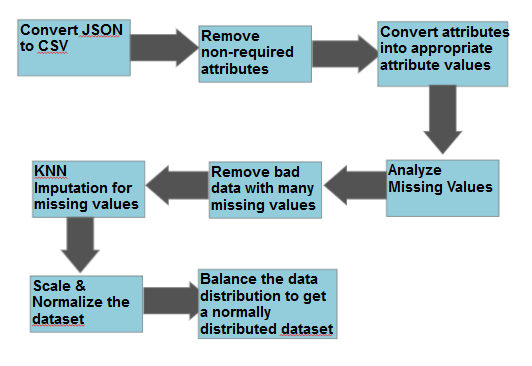 Convert JSON
to CSV
Remove
non-required
attributes
Convert attributes
into appropriate
attribute values
Analyze
Missing Values
Remove bad
data with many
missing values
KNN
Imputation for
missing values
Scale &
Normalize the
dataset
Balance the data
distribution to get
a normally
distributed dataset